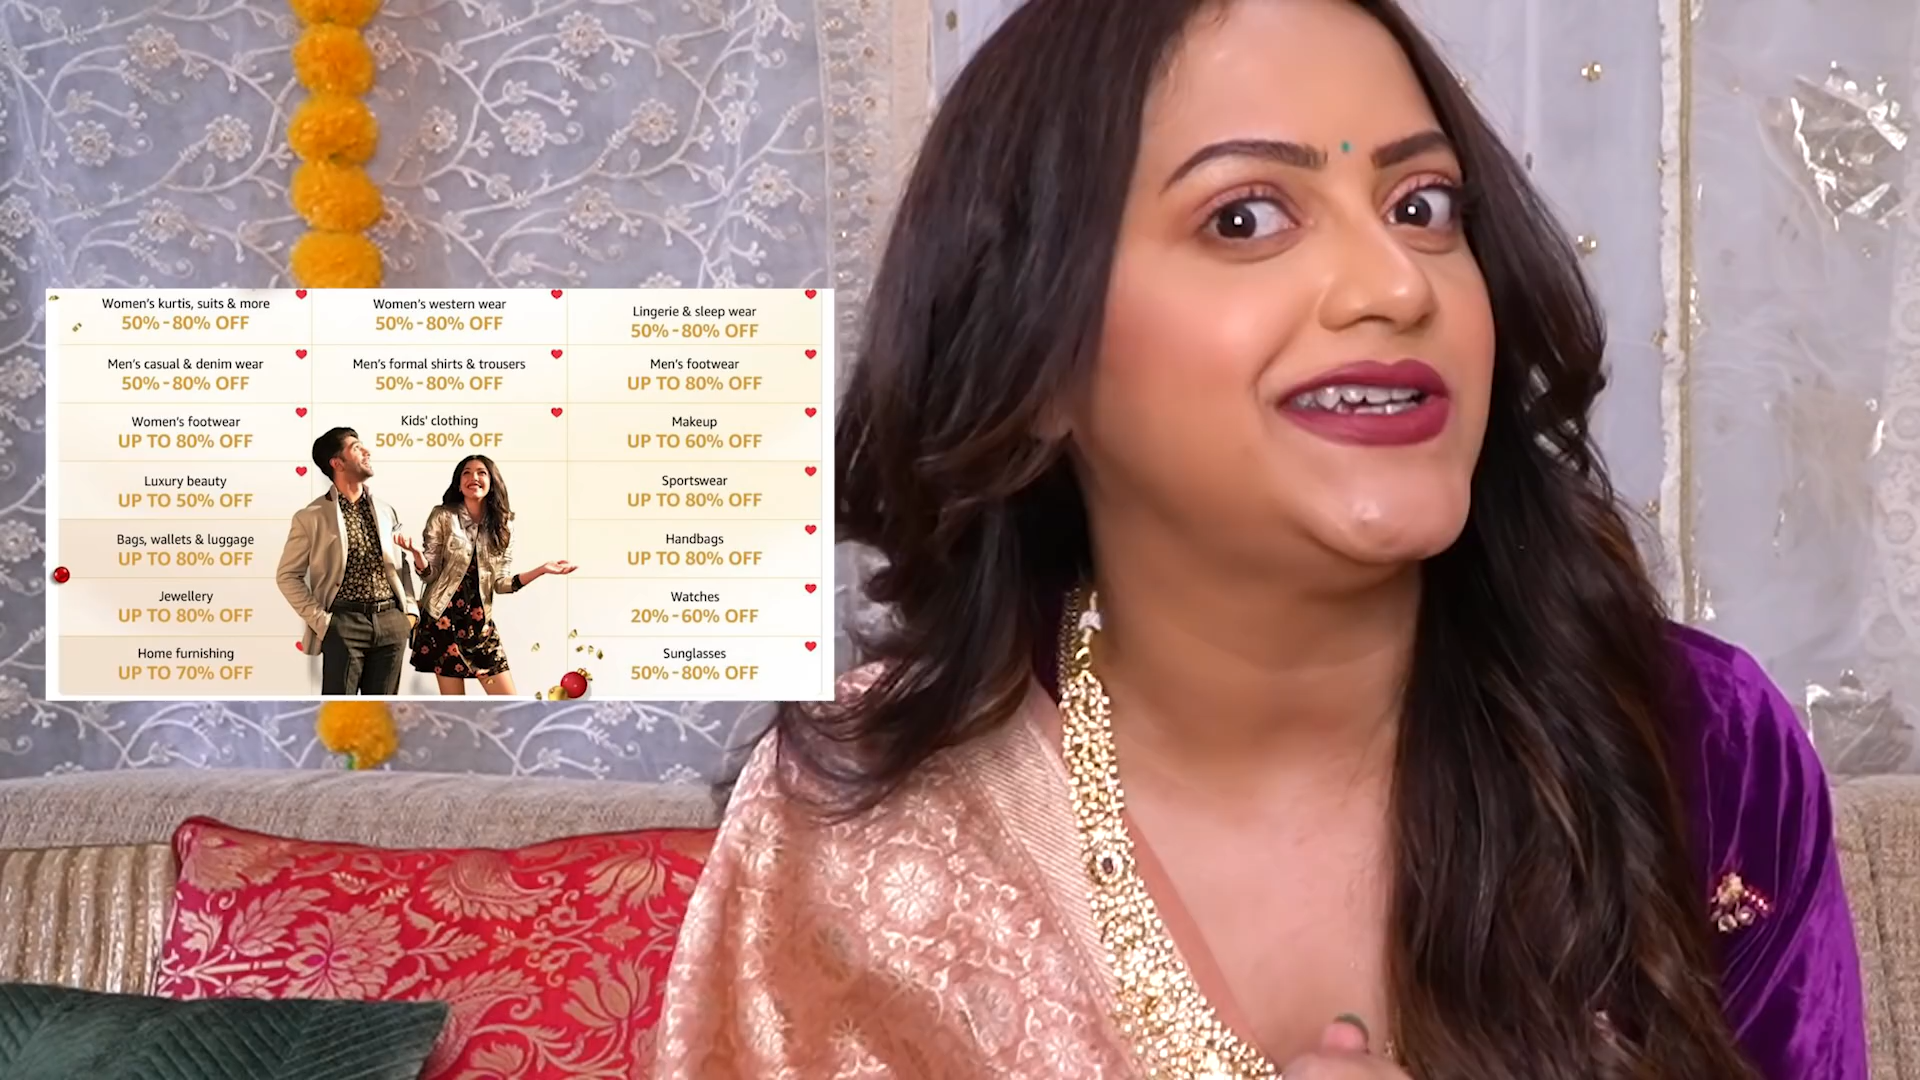 Women's kurtis, suits & more
50% - 80% OFF
Women's western wear
50% - 80% OFF
Lingerie & sleep wear
50% - 80% OFF
Men's casual & denim wear
50% - 80% OFF
Men's formal shirts & trousers
50% - 80% OFF
Men's footwear
UP TO 80% OFF
Women's footwear
UP TO 80% OFF
Kids' clothing
50% - 80% OFF
Makeup
UP TO 60% OFF
Luxury beauty
UP TO 50% OFF
Sportswear
UP TO 80% OFF
Bags, wallets & luggage
UP TO 80% OFF
Handbags
UP TO 80% OFF
Jewellery
UP TO 80% OFF
Watches
20% - 60% OFF
Home furnishing
UP TO 70% OFF
Sunglasses
50% - 80% OFF